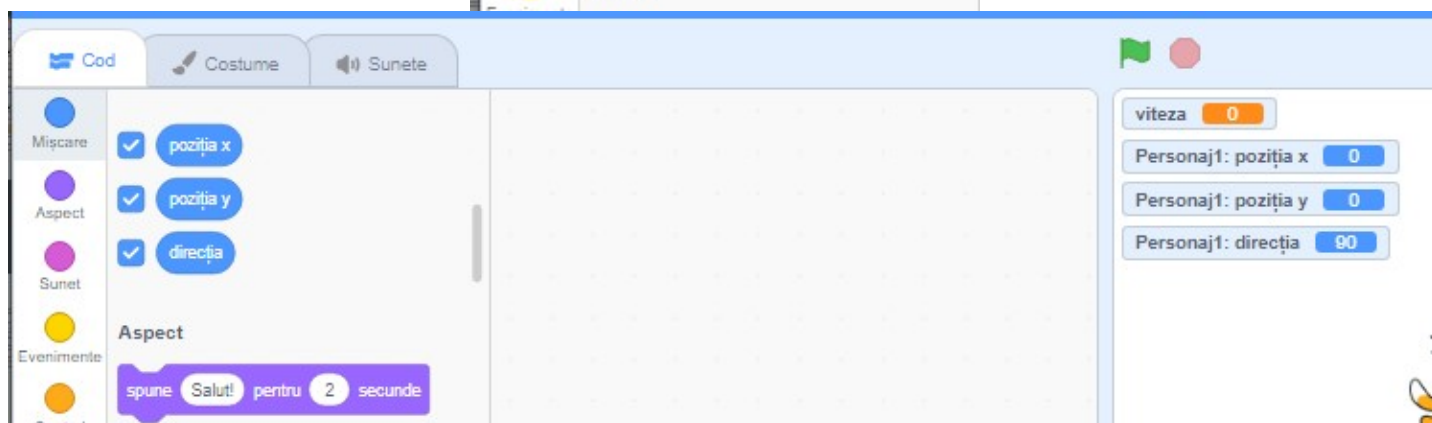 Cod
Costume
Sunete
Mișcare
poziția x
poziția y
direcția
Aspect
Sunet
Evenimente
Aspect
spune Salut! pentru 2 secunde
viteza 0
Personaj1: poziția x 0
Personaj1: poziția y 0
Personaj1: direcția 90